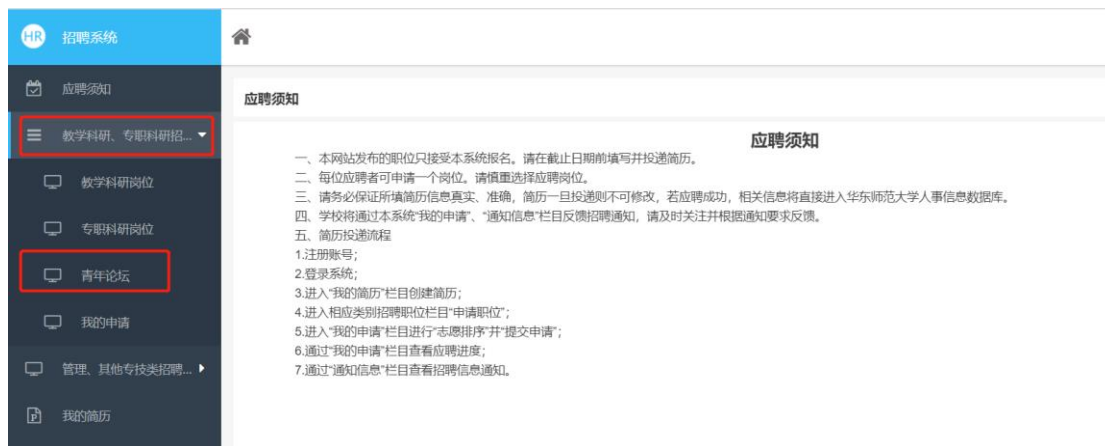 HR 招聘系统
应聘须知
教学科研、专职科研招...
教学科研岗位
专职科研岗位
青年论坛
我的申请
管理、其他专技类招聘...
我的简历
应聘须知
应聘须知
一、本网站发布的职位只接受本系统报名。请在截止日期前填写并投递简历。
二、每位应聘者可申请一个岗位。请慎重选择应聘岗位。
三、请务必保证所填简历信息真实、准确，简历一旦投递则不可修改，若应聘成功，相关信息将直接进入华东师范大学人事信息数据库。
四、学校将通过本系统“我的申请”、“通知信息”栏目反馈招聘通知，请及时关注并根据通知要求反馈。
五、简历投递流程
1.注册账号；
2.登录系统；
3.进入“我的简历”栏目创建简历；
4.进入相应类别招聘职位栏目“申请职位”；
5.进入“我的申请”栏目进行“志愿排序”并“提交申请”；
6.通过“我的申请”栏目查看应聘进度；
7.通过“通知信息”栏目查看招聘信息通知。